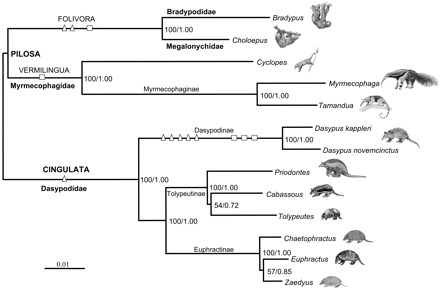 FOLIVORA
Bradypodidae
Bradypus
100/1.00
Choloepus
Megalonychidae
PILOSA
VERMILINGUA
Myrmecophagidae
Cyclopes
100/1.00
Myrmecophaga
Myrmecophaginae
100/1.00
Tamandua
Dasypodinae
Dasypus kappleri
100/1.00
Dasypus novemcinctus
CINGULATA
Dasypodidae
100/1.00
Priodontes
Tolypeutinae
100/1.00
Cabassous
54/0.72
Tolypeutes
100/1.00
Chaetophractus
Euphractinae
100/1.00
Euphractus
57/0.85
Zaedyus
0.01